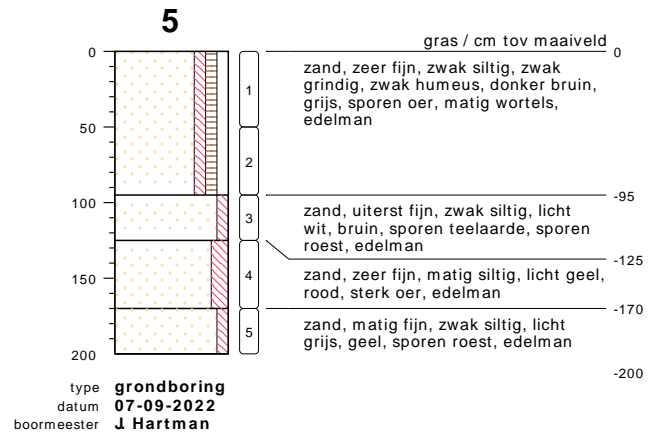 5
gras / cm tov maaiveld
0
0
zand, zeer fijn, zwak siltig, zwak
grindig, zwak humeus, donker bruin,
grijs, sporen oer, matig wortels,
edelman
1
50
2
-95
100
3
zand, uiterst fijn, zwak siltig, licht
wit, bruin, sporen teelaarde, sporen
roest, edelman
-125
4
zand, zeer fijn, matig siltig, licht geel,
rood, sterk oer, edelman
150
-170
5
zand, matig fijn, zwak siltig, licht
grijs, geel, sporen roest, edelman
200
-200
type grondboring
datum 07-09-2022
boormeester J. Hartman